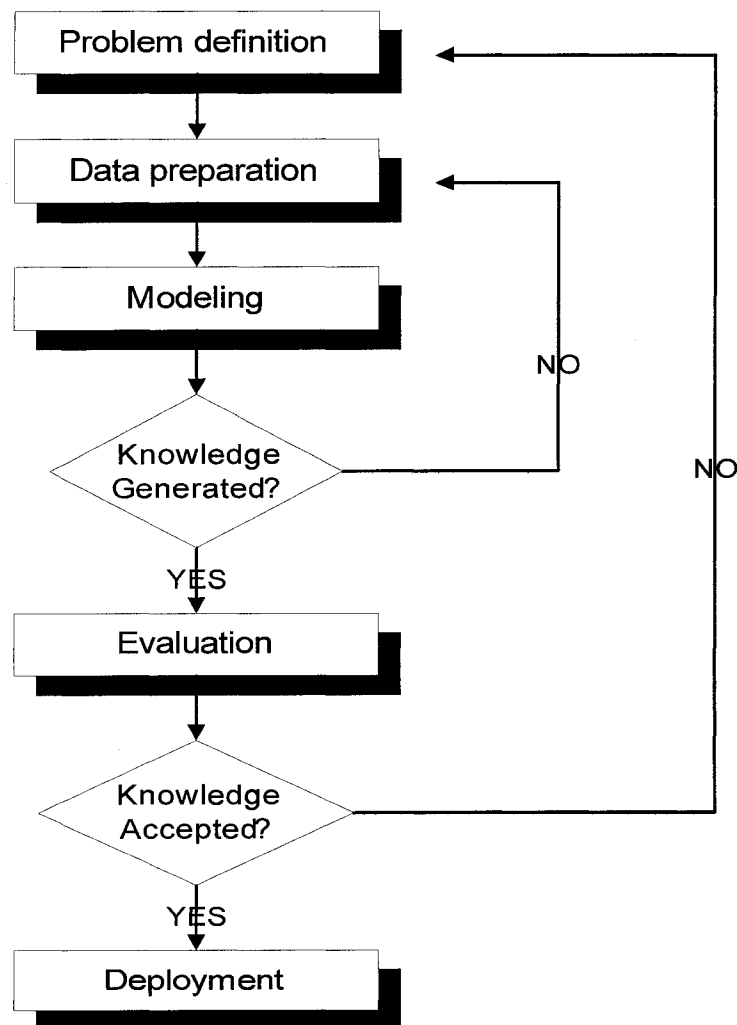 Problem definition
Data preparation
Modeling
NO
Knowledge
Generated?
NO
YES
Evaluation
Knowledge
Accepted?
YES
Deployment